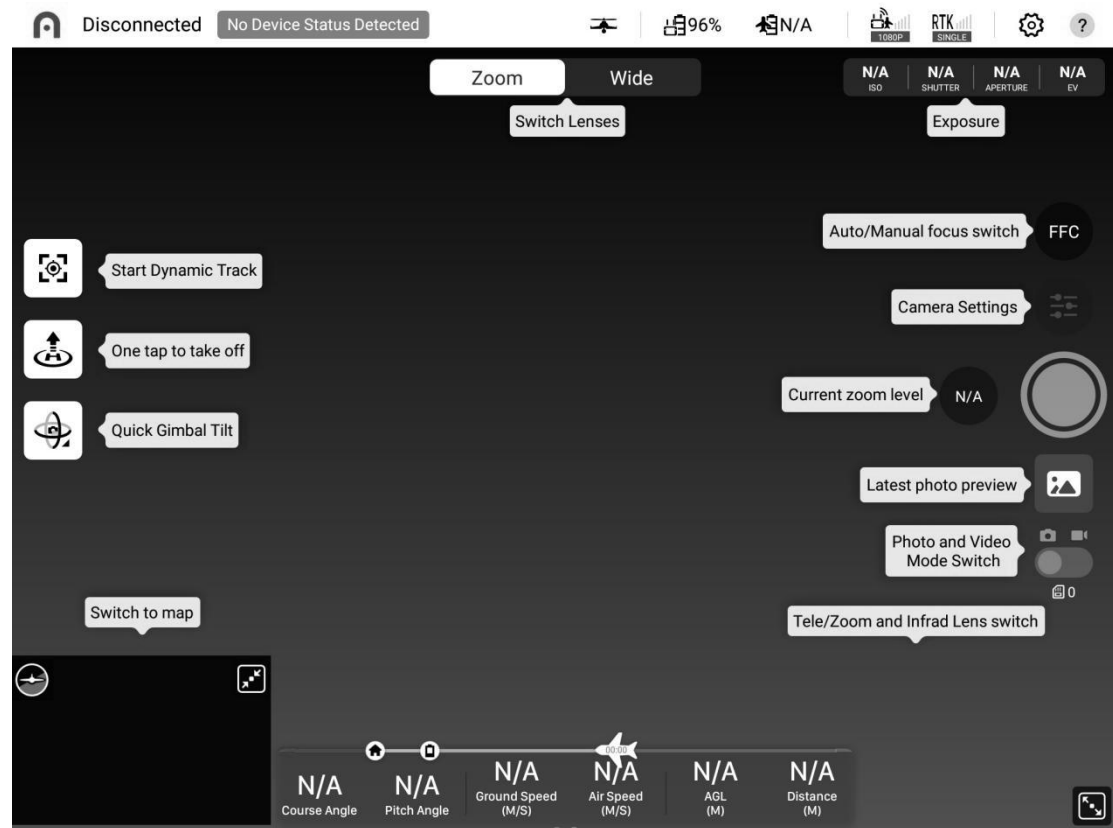 Disconnected
No Device Status Detected
96%
N/A
1080P
RTK
SINGLE
?
Zoom
Wide
N/A
ISO
N/A
SHUTTER
N/A
APERTURE
N/A
EV
Switch Lenses
Exposure
Auto/Manual focus switch
FFC
Start Dynamic Track
Camera Settings
One tap to take off
Current zoom level
N/A
Quick Gimbal Tilt
Latest photo preview
Photo and Video
Mode Switch
0
Switch to map
Tele/Zoom and Infrad Lens switch
00:00
N/A
Course Angle
N/A
Pitch Angle
N/A
Ground Speed
(M/S)
N/A
Air Speed
(M/S)
N/A
AGL
(M)
N/A
Distance
(M)